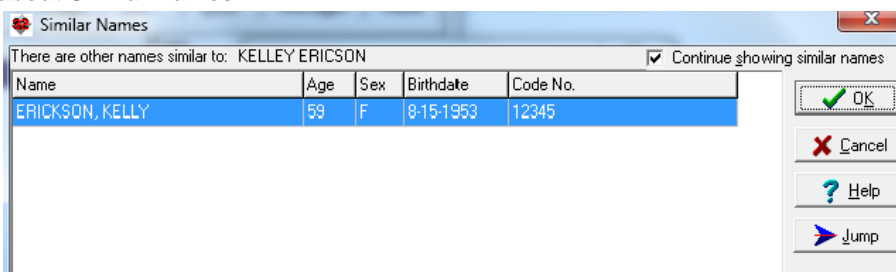 Similar Names
There are other names similar to: KELLEY ERICSON
Continue showing similar names
Name Age Sex Birthdate Code No.
ERICKSON, KELLY 59 F 8-15-1953 12345
OK
Cancel
Help
Jump